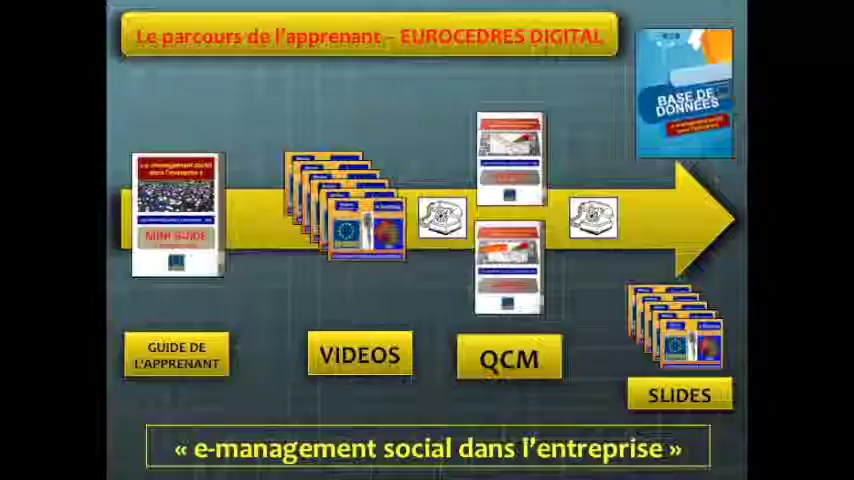 Le parcours de l'apprenant – EUROCEDRES DIGITAL
BASE DE
DONNÉES
MINI GUIDE
GUIDE DE
L'APPRENANT
VIDEOS
QCM
SLIDES
« e-management social dans l'entreprise »